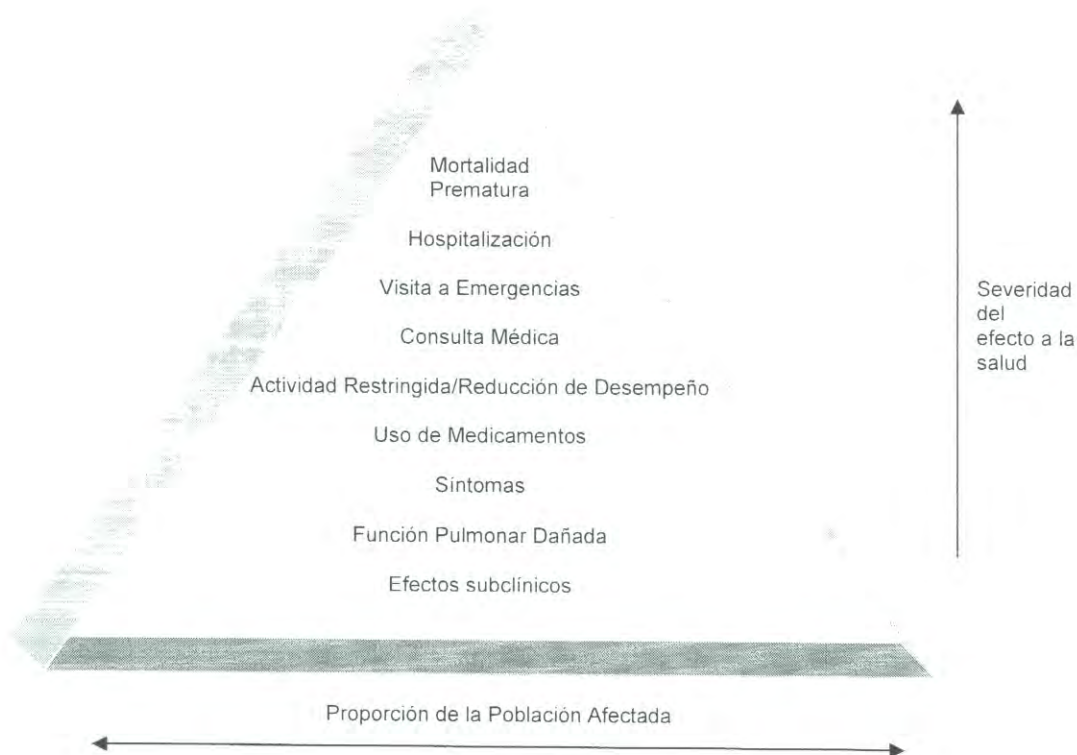 Mortalidad
Prematura
Hospitalización
Visita a Emergencias
Consulta Médica
Actividad Restringida/Reducción de Desempeño
Uso de Medicamentos
Síntomas
Función Pulmonar Dañada
Efectos subclínicos
Severidad
del
efecto a la
salud
Proporción de la Población Afectada